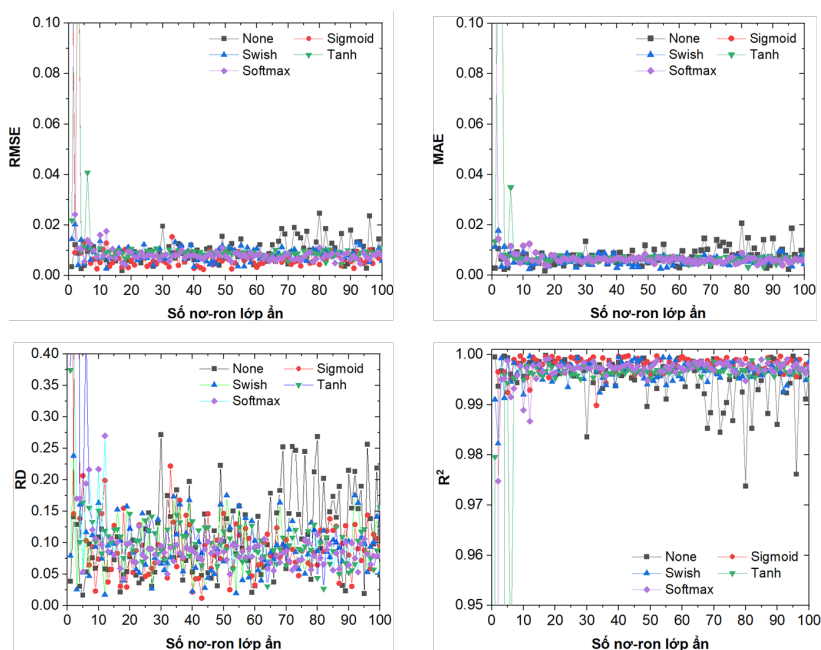 0.10
0.08
0.06
0.04
0.02
0.00
RMSE
None
Sigmoid
Swish
Tanh
Softmax
0 10 20 30 40 50 60 70 80 90 100
Số nơ-ron lớp ẩn
0.10
0.08
0.06
0.04
0.02
0.00
MAE
None
Sigmoid
Swish
Tanh
Softmax
0 10 20 30 40 50 60 70 80 90 100
Số nơ-ron lớp ẩn
0.40
0.35
0.30
0.25
0.20
0.15
0.10
0.05
0.00
RD
None
Sigmoid
Swish
Tanh
Softmax
0 10 20 30 40 50 60 70 80 90 100
Số nơ-ron lớp ẩn
1.00
0.99
0.98
0.97
0.96
0.95
R²
None
Sigmoid
Swish
Tanh
Softmax
0 10 20 30 40 50 60 70 80 90 100
Số nơ-ron lớp ẩn